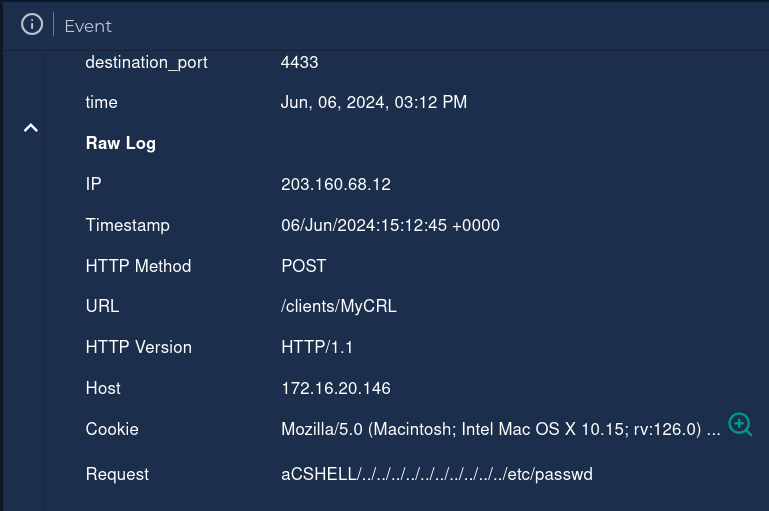 Event
destination_port 4433
time Jun, 06, 2024, 03:12 PM
Raw Log
IP 203.160.68.12
Timestamp 06/Jun/2024:15:12:45 +0000
HTTP Method POST
URL /clients/MyCRL
HTTP Version HTTP/1.1
Host 172.16.20.146
Cookie Mozilla/5.0 (Macintosh; Intel Mac OS X 10.15; rv:126.0) ...
Request aCSHELL/../../../../../../../../../../etc/passwd